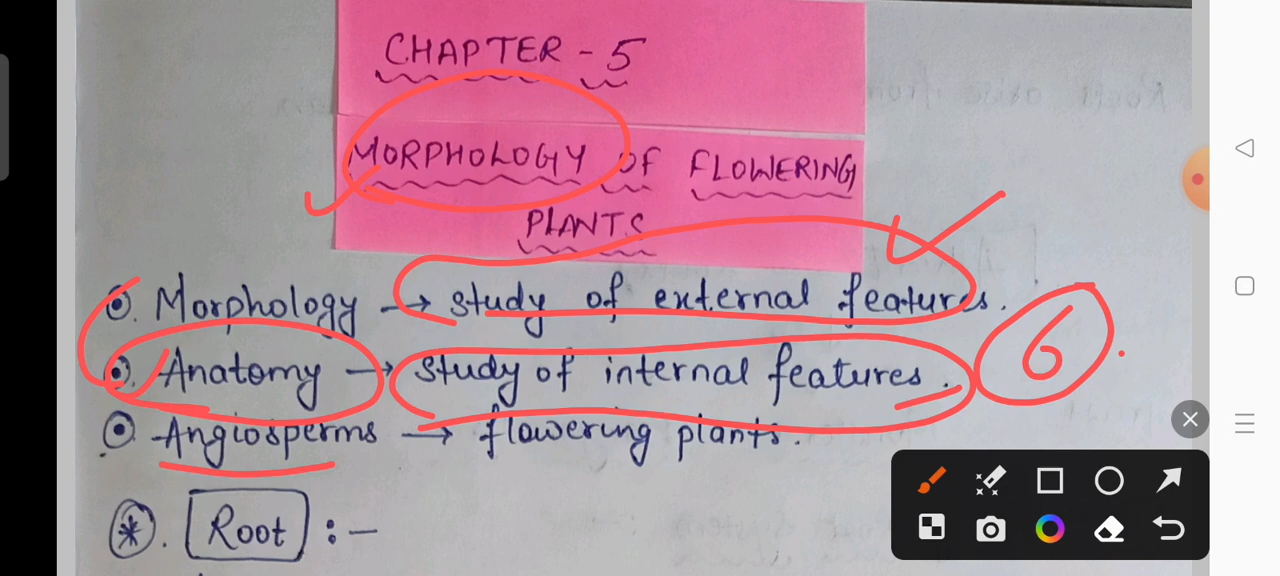 CHAPTER - 5
MORPHOLOGY OF FLOWERING
PLANTS
⦿. Morphology → study of external features.
⦿. Anatomy → study of internal features.
6.
⦿ Angiosperms → flowering plants.
⊛. Root :-